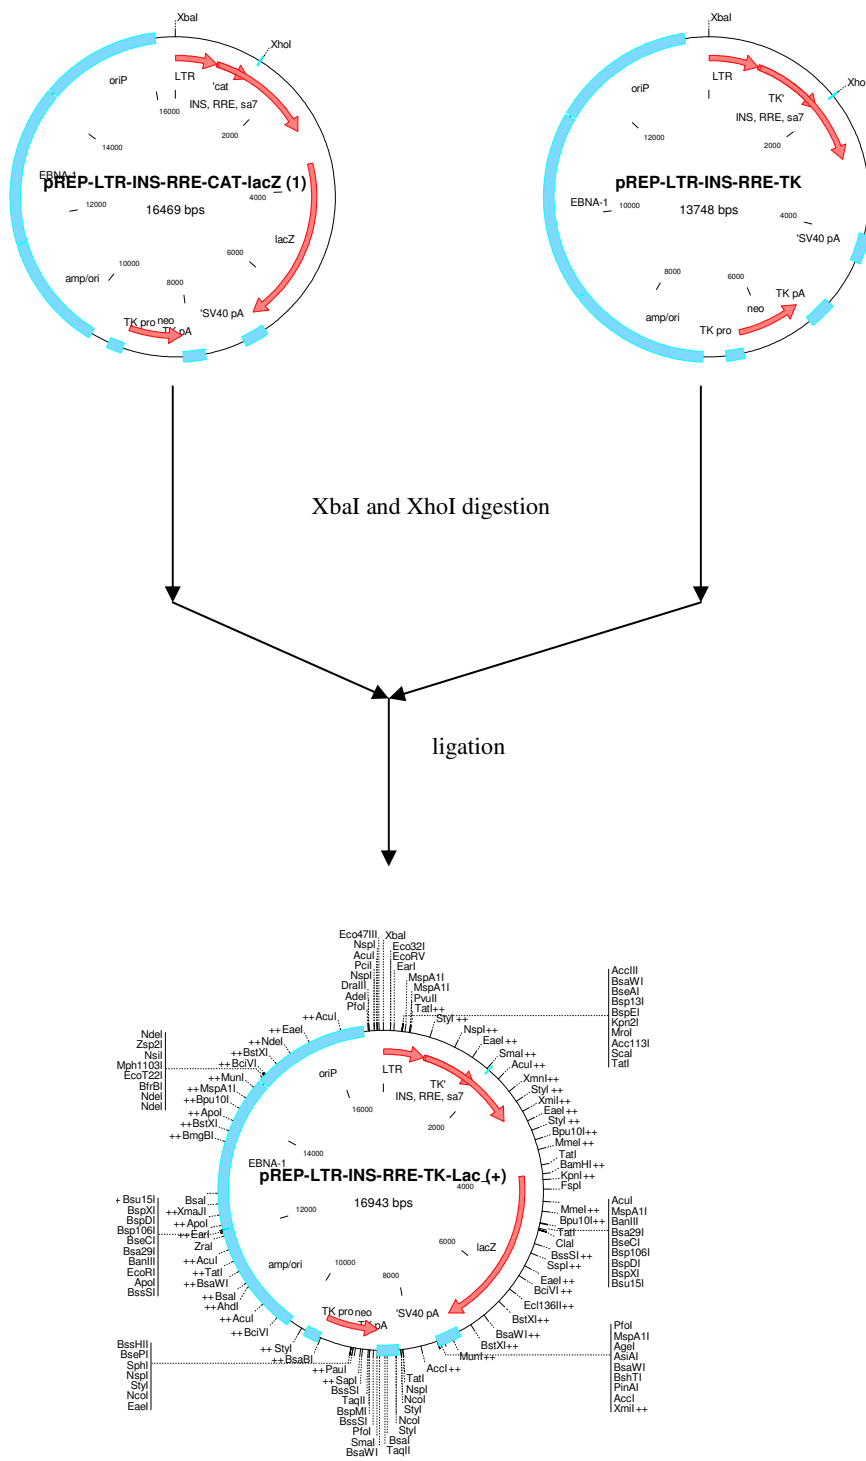 XbaI
XhoI
LTR
'cat
INS, RRE, sa7
oriP
16000
2000
14000
EBNA-1
pREP-LTR-INS-RRE-CAT-lacZ (1)
4000
12000
16469 bps
lacZ
6000
10000
amp/ori
8000
'SV40 pA
TK pro
neo
TK pA
XbaI
Xho
LTR
TK'
INS, RRE, sa7
oriP
12000
2000
pREP-LTR-INS-RRE-TK
EBNA-1
10000
13748 bps
4000
'SV40 pA
8000
6000
TK pA
neo
amp/ori
TK pro
XbaI and XhoI digestion
ligation
Eco47III
NspI
AcuI
PciI
NspI
DraIII
AdeI
PfoI
++AcuI
++EaeI
++NdeI
++BstXI
++BciVI
++MunI
++MspA1I
++Bpu10I
++ApoI
++BstXI
++BmgBI
NdeI
Zsp2I
NsiI
Mph1103I
EcoT22I
BfrBI
NdeI
NdeI
XbaI
Eco32I
EcoRV
EarI
MspA1I
MspA1I
PvuII
TatI++
StyI++
NspI++
EaeI++
SmaI++
AcuI++
XmnI++
StyI++
XmiI++
EaeI++
StyI++
Bpu10I++
MmeI++
TatI
BamHI++
KpnI++
FspI
AccIII
BsaWI
BseAI
Bsp13I
BspEI
Kpn2I
MroI
Acc113I
ScaI
TatI
LTR
TK'
INS, RRE, sa7
oriP
16000
2000
14000
EBNA-1
pREP-LTR-INS-RRE-TK-Lac (+)
4000
16943 bps
12000
lacZ
6000
amp/ori
10000
8000
'SV40 pA
TK pro
neo
TK pA
+Bsu15I
BspXI
BspDI
Bsp106I
BseCI
Bsa29I
BanIII
EcoRI
ApoI
BssSI
BsaI
++XmaJI
++ApoI
++EarI
ZraI
++AcuI
++TatI
++BsaWI
++BsaI
++AhdI
++AcuI
++BciVI
++StyI
++BsaBI
MmeI++
Bpu10I++
TatI
ClaI
BssSI++
SspI++
EaeI++
BciVI++
Ecl136II++
BstXI++
BsaWI++
BstXI++
MunI++
AccI++
AcuI
MspA1I
BanIII
Bsa29I
BseCI
Bsp106I
BspDI
BspXI
Bsu15I
PfoI
MspA1I
AgeI
AsiAI
BsaWI
BshTI
PinAI
AccI
XmiI++
BssHII
BsePI
SphI
NspI
StyI
NcoI
EaeI
++PauI
++SapI
BssSI
TaqII
BspMI
BssSI
PfoI
SmaI
BsaWI
TatI
NspI
NcoI
StyI
NcoI
StyI
BsaI
TaqII